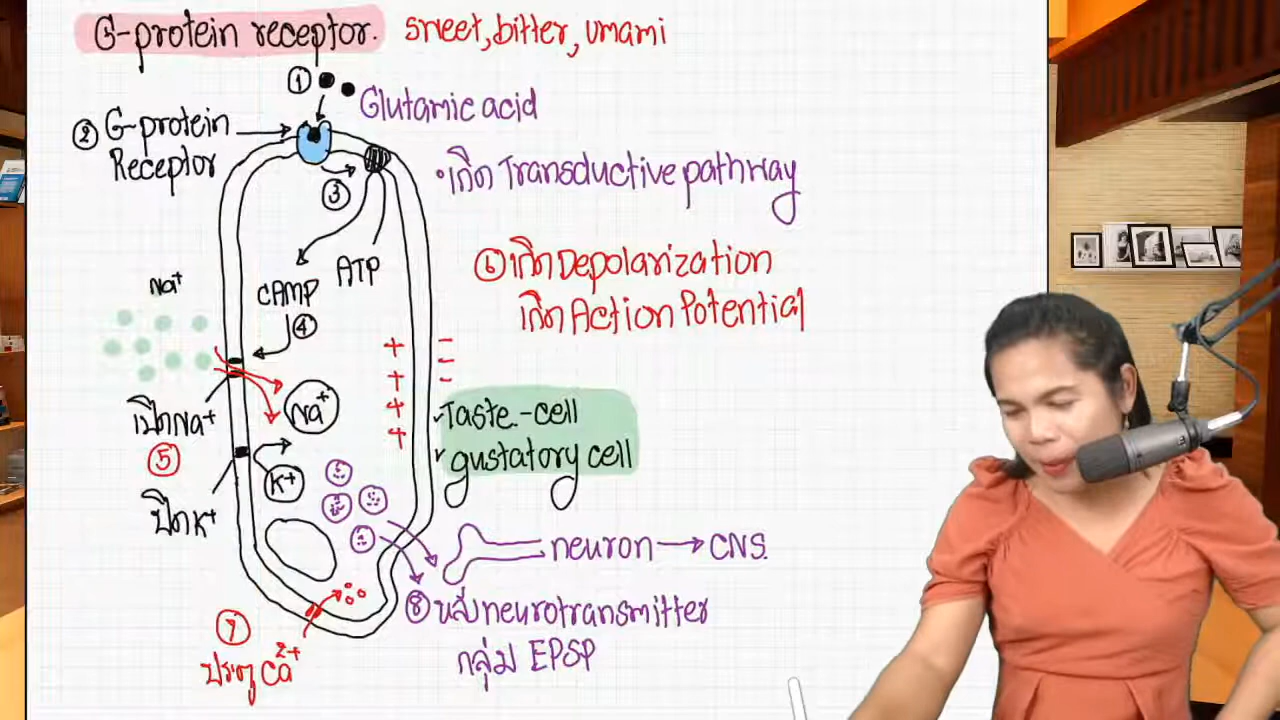 G-protein receptor. sweet, bitter, umami
①
Glutamic acid
② G-protein
Receptor
③
• เกิด Transductive pathway
⑥ เกิด Depolarization
เกิด Action Potential
Na⁺
cAMP
ATP
④
+ -
+ -
+ -
+
เปิด Na⁺
⑤
Na⁺
Taste-cell
gustatory cell
K⁺
ปิด K⁺
neuron → CNS.
⑧ หลั่ง neurotransmitter
กลุ่ม EPSP
⑦
ประตู Ca²⁺